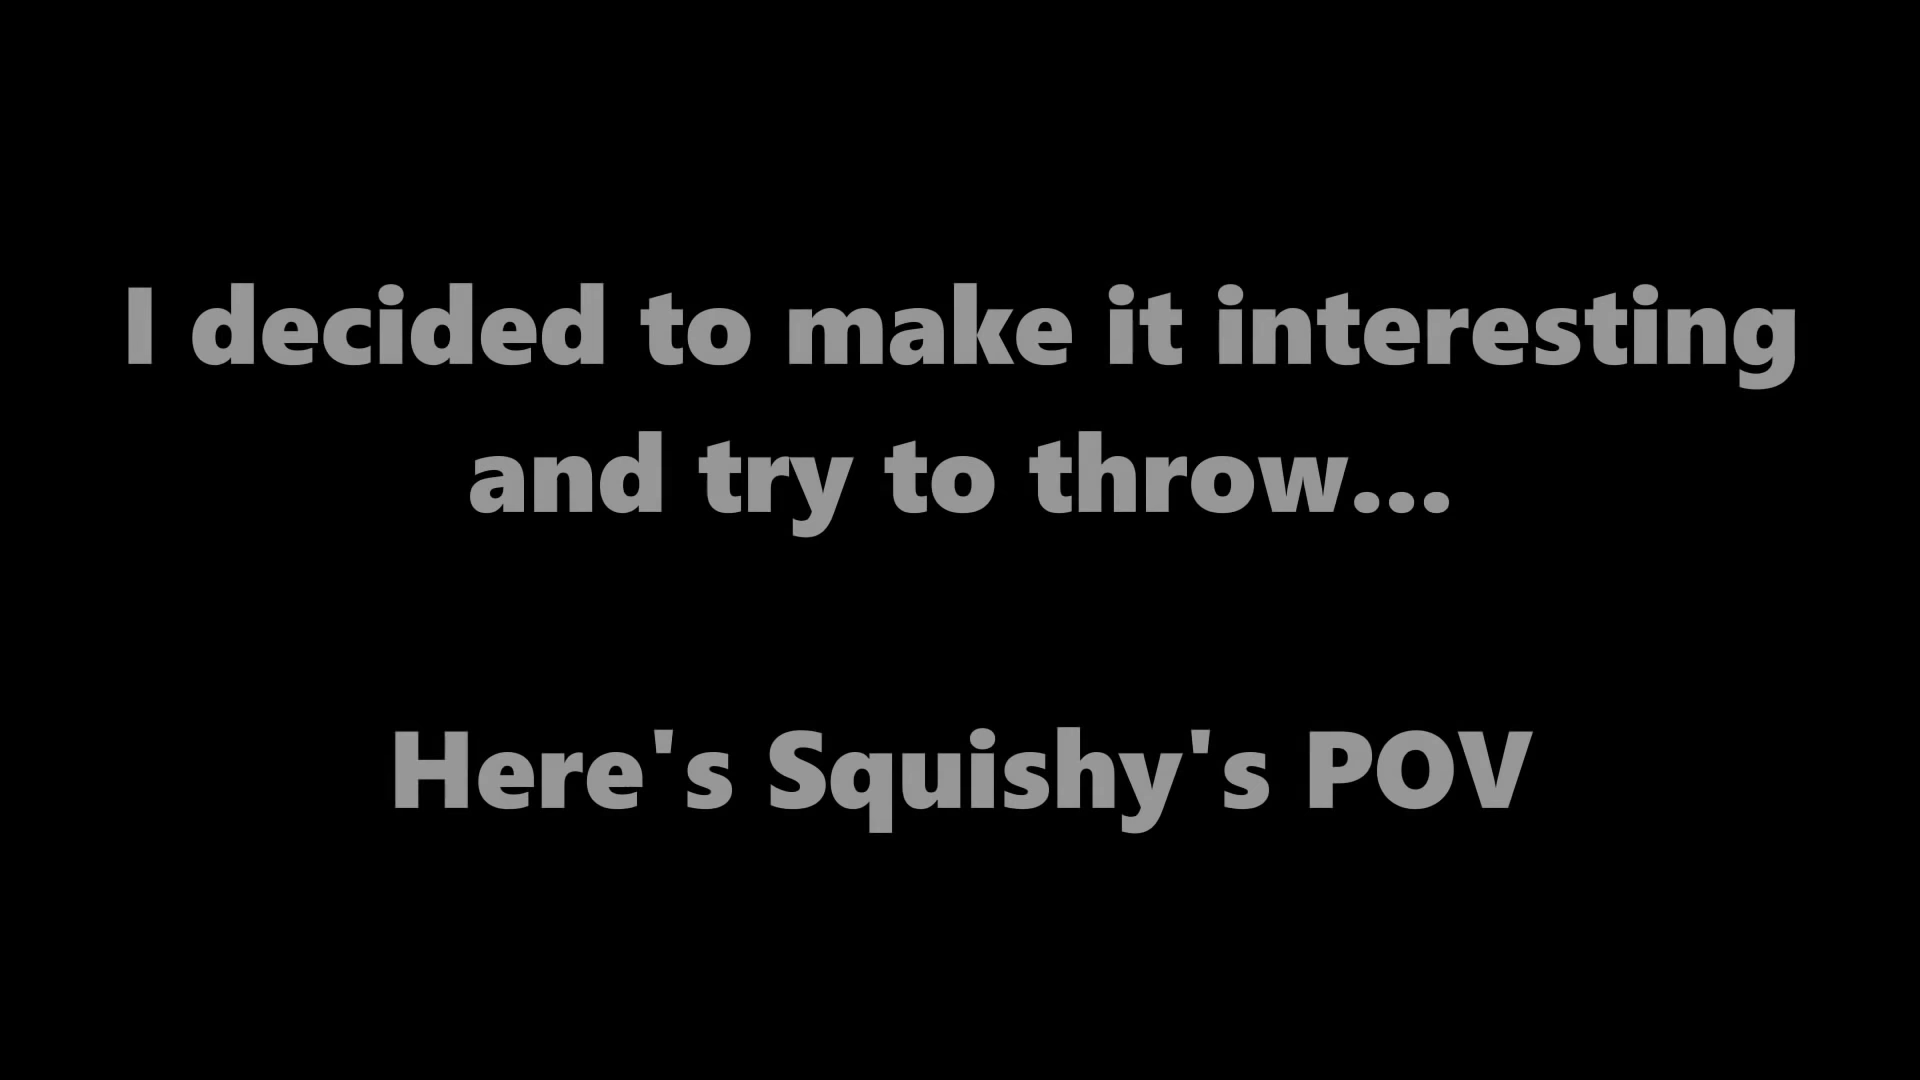 I decided to make it interesting
and try to throw...
Here's Squishy's POV